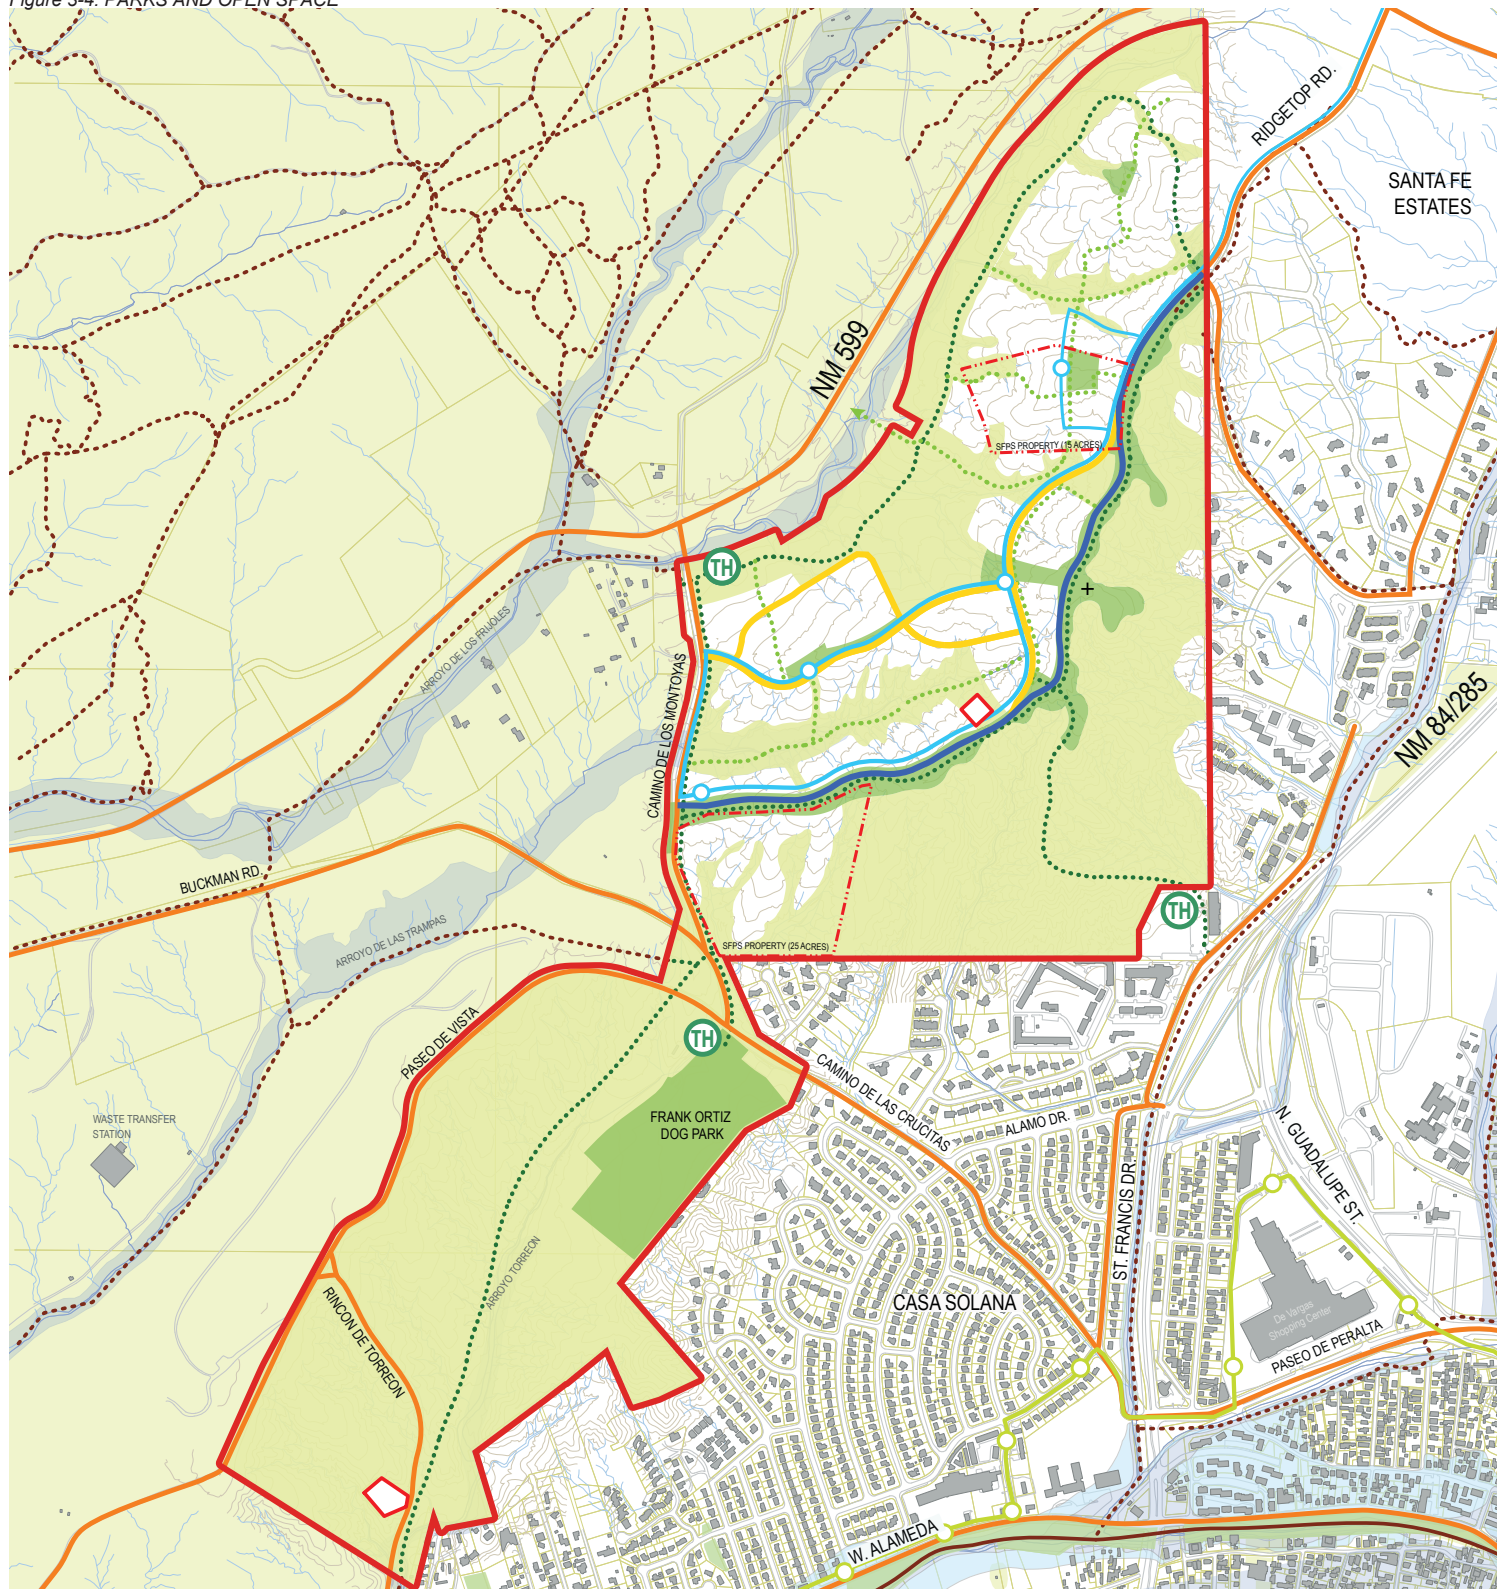 Figure 3-4: PARKS AND OPEN SPACE
RIDGETOP RD.
SANTA FE
ESTATES
NM 599
SFPS PROPERTY (15 ACRES)
TH
ARROYO DE LOS FRIJOLES
CAMINO DE LOS MONTOYAS
NM 84/285
BUCKMAN RD.
ARROYO DE LAS TRAMPAS
TH
SFPS PROPERTY (25 ACRES)
PASEO DE VISTA
TH
CAMINO DE LAS CRUCITAS
WASTE TRANSFER
STATION
FRANK ORTIZ
DOG PARK
ALAMO DR.
N. GUADALUPE ST.
ST. FRANCIS DR.
ARROYO TORREON
RINCON DE TORREON
CASA SOLANA
De Vargas
Shopping Center
PASEO DE PERALTA
W. ALAMEDA